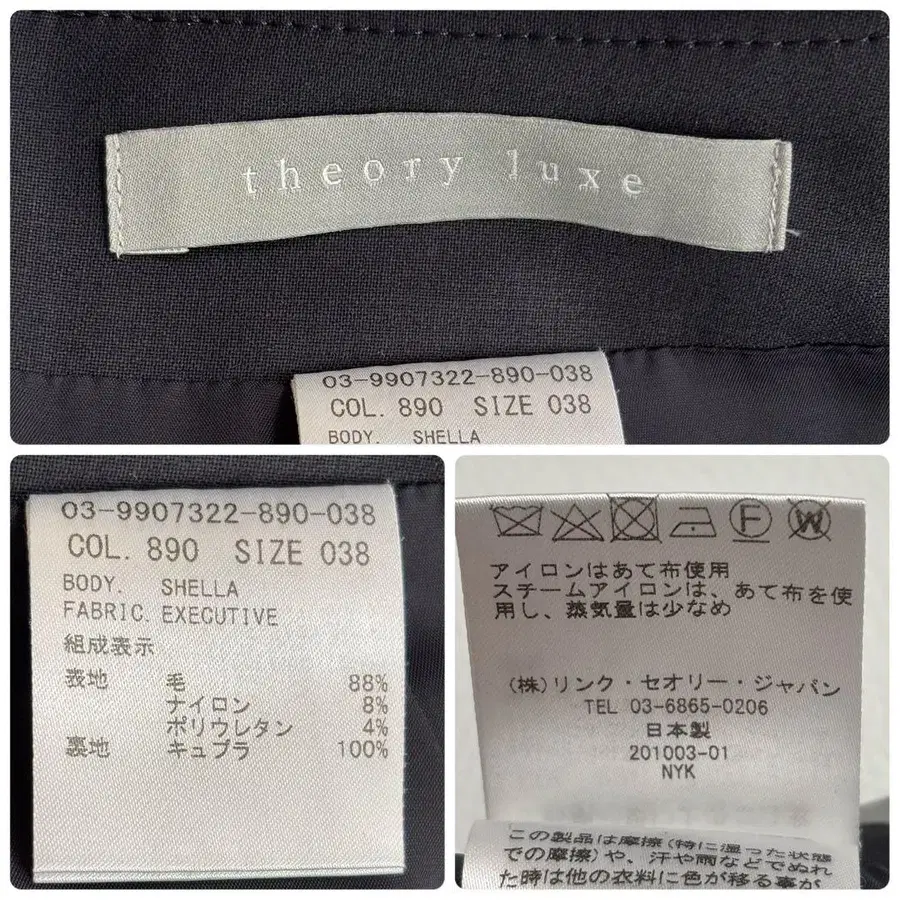 theory luxe
03-9907322-890-038
COL. 890 SIZE 038
BODY. SHELLA
03-9907322-890-038
COL. 890 SIZE 038
BODY. SHELLA
FABRIC. EXECUTIVE
組成表示
表地 毛 88%
ナイロン 8%
ポリウレタン 4%
裏地 キュプラ 100%
F W
アイロンはあて布使用
スチームアイロンは、あて布を使
用し、蒸気量は少なめ
(株)リンク・セオリー・ジャパン
TEL 03-6865-0206
日本製
201003-01
NYK
この製品は摩擦(特に湿った状態
での摩擦)や、汗や雨などでぬれ
た時は他の衣料に色が移る事が